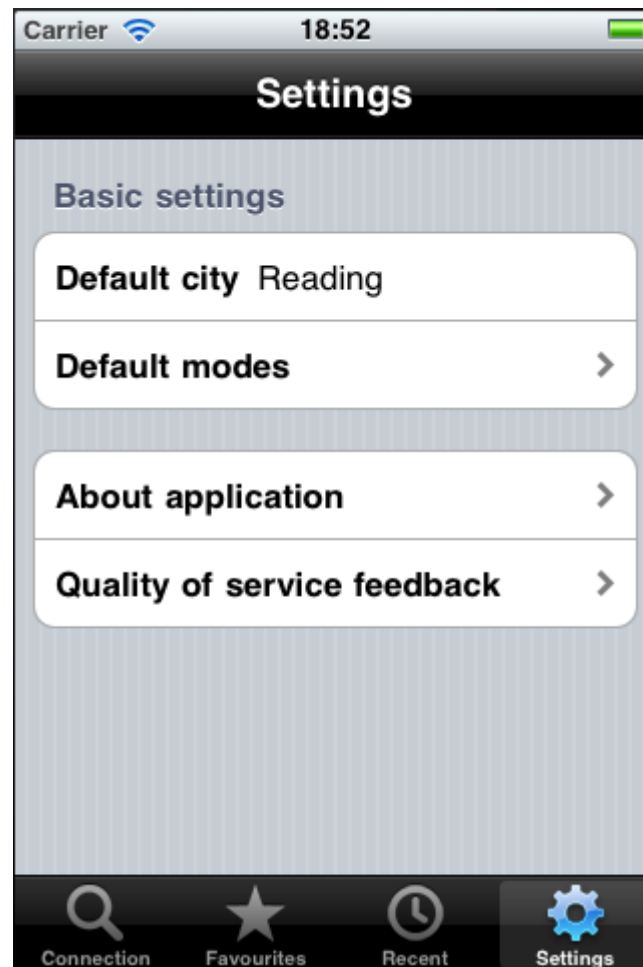 Carrier 18:52
Settings
Basic settings
Default city Reading
Default modes
About application
Quality of service feedback
Connection Favourites Recent Settings